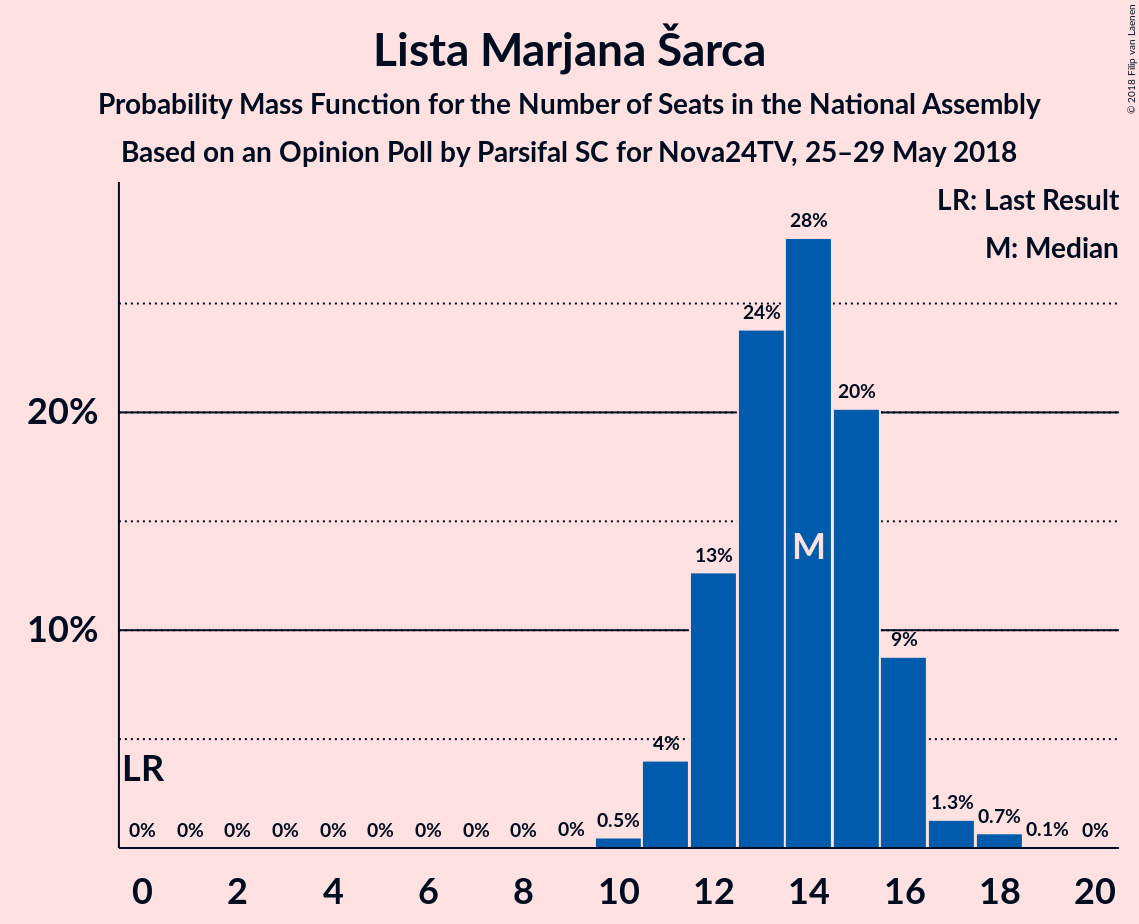 Lista Marjana Šarca
Probability Mass Function for the Number of Seats in the National Assembly
Based on an Opinion Poll by Parsifal SC for Nova24TV, 25–29 May 2018
© 2018 Filip van Laenen
LR: Last Result
M: Median
20%
10%
LR
M
0% 0% 0% 0% 0% 0% 0% 0% 0% 0% 0.5% 4% 13% 24% 28% 20% 9% 1.3% 0.7% 0.1% 0%
0 2 4 6 8 10 12 14 16 18 20